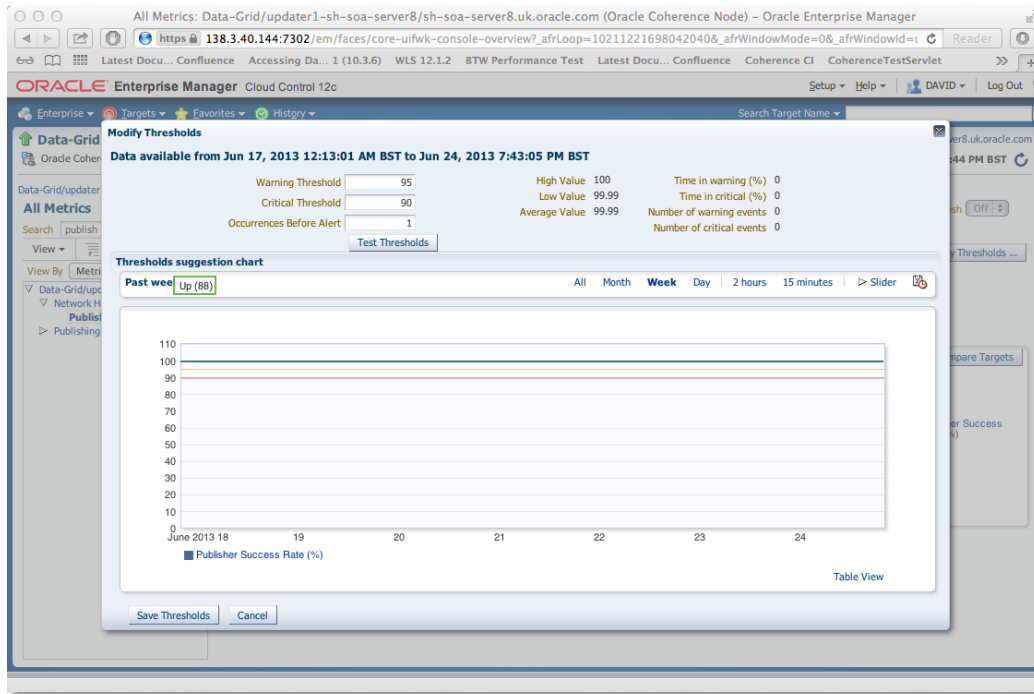 All Metrics: Data-Grid/updater1-sh-soa-server8/sh-soa-server8.uk.oracle.com (Oracle Coherence Node) – Oracle Enterprise Manager
https 138.3.40.144:7302/em/faces/core-uifwk-console-overview?_afrLoop=10211221698042040&_afrWindowMode=0&_afrWindowId=
Reader
Latest Docu... Confluence Accessing Da... 1 (10.3.6) WLS 12.1.2 BTW Performance Test Latest Docu... Confluence Coherence CI CoherenceTestServlet
ORACLE Enterprise Manager Cloud Control 12c
Setup Help DAVID Log Out
Enterprise Targets Favorites History Search Target Name
Modify Thresholds
Data-Grid
er8.uk.oracle.com
Oracle Coher
:44 PM BST
Data available from Jun 17, 2013 12:13:01 AM BST to Jun 24, 2013 7:43:05 PM BST
Warning Threshold 95
Critical Threshold 90
Occurrences Before Alert 1
Test Thresholds
High Value 100
Low Value 99.99
Average Value 99.99
Time in warning (%) 0
Time in critical (%) 0
Number of warning events 0
Number of critical events 0
Data-Grid/updater
All Metrics
Off
Search publish
View
y Thresholds ...
View By Metri
Data-Grid/upd
Network H
Publis
Publishing
Thresholds suggestion chart
Past wee
Up (88)
All Month Week Day 2 hours 15 minutes Slider
110
100
90
80
70
60
50
40
30
20
10
0
June 2013 18 19 20 21 22 23 24
Publisher Success Rate (%)
Table View
mpare Targets
er Success
Save Thresholds Cancel